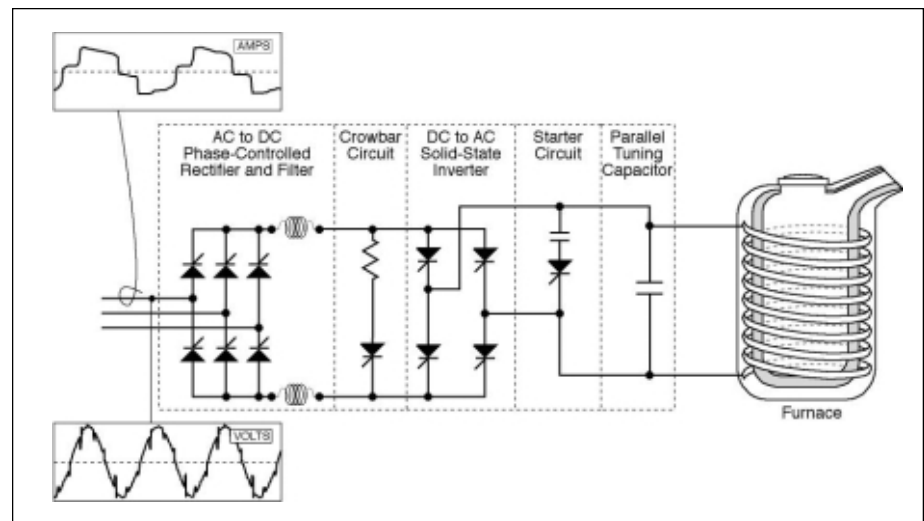 AMPS
AC to DC
Phase-Controlled
Rectifier and Filter
Crowbar
Circuit
DC to AC
Solid-State
Inverter
Starter
Circuit
Parallel
Tuning
Capacitor
Furnace
VOLTS